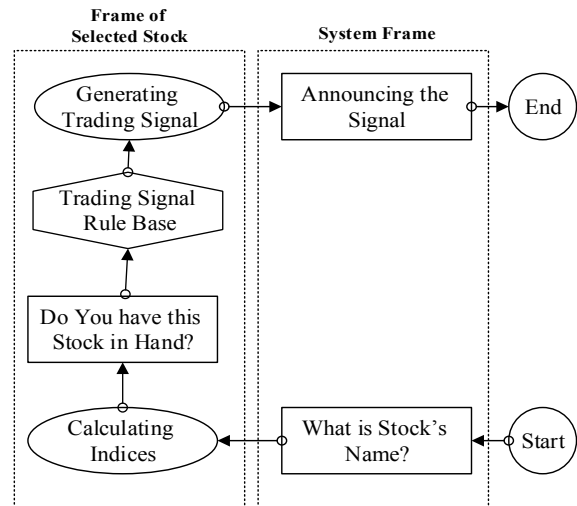 Frame of
Selected Stock
System Frame
Generating
Trading Signal
Announcing the
Signal
End
Trading Signal
Rule Base
Do You have this
Stock in Hand?
Calculating
Indices
What is Stock's
Name?
Start